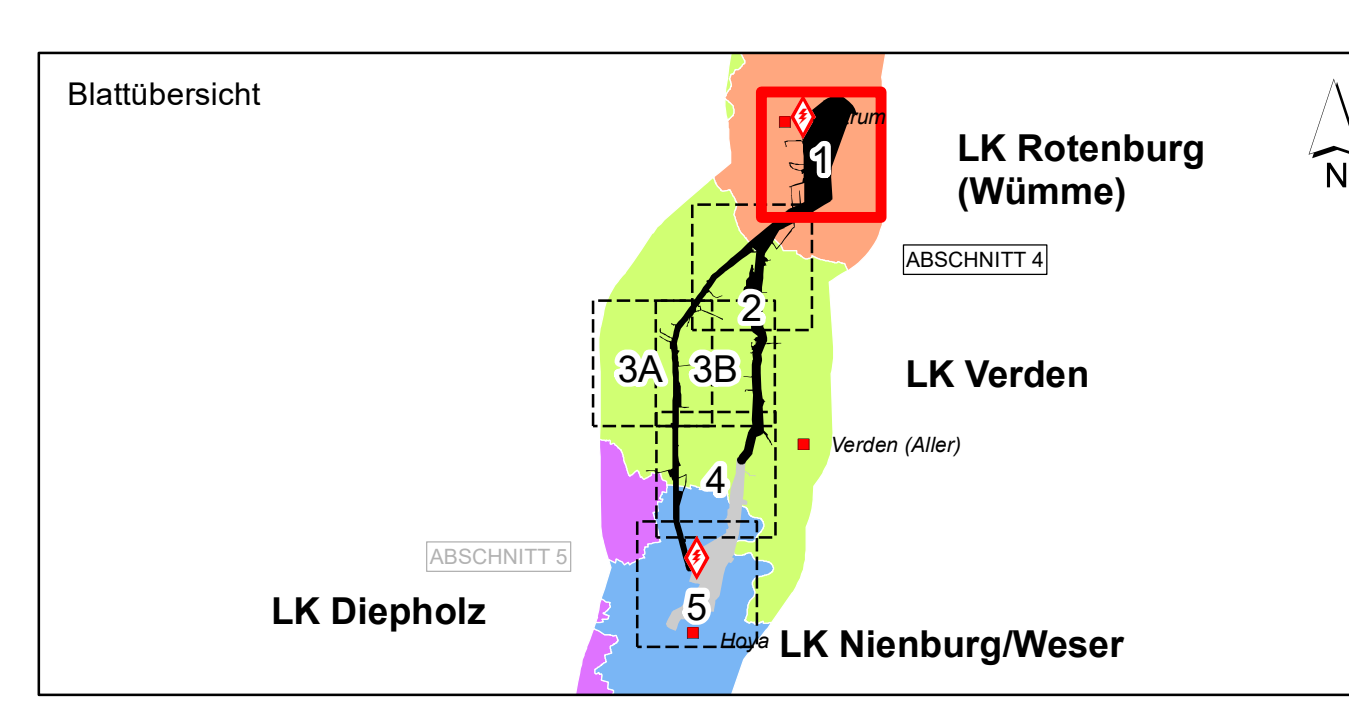 Blattübersicht
1
LK Rotenburg
(Wümme)
N
ABSCHNITT 4
2
3A
3B
LK Verden
Verden (Aller)
4
ABSCHNITT 5
LK Diepholz
5
Hoya
LK Nienburg/Weser